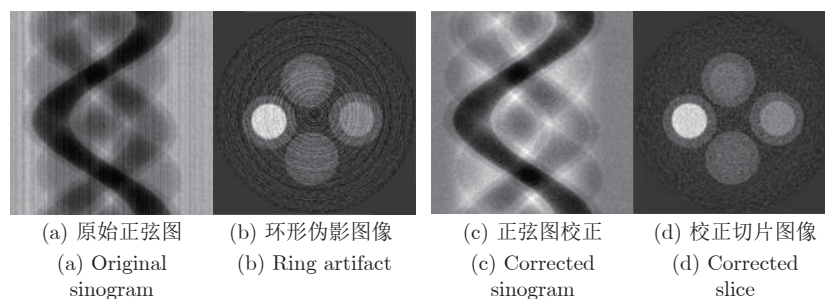 (a) 原始正弦图
(b) 环形伪影图像
(c) 正弦图校正
(d) 校正切片图像
(a) Original
sinogram
(b) Ring artifact
(c) Corrected
sinogram
(d) Corrected
slice